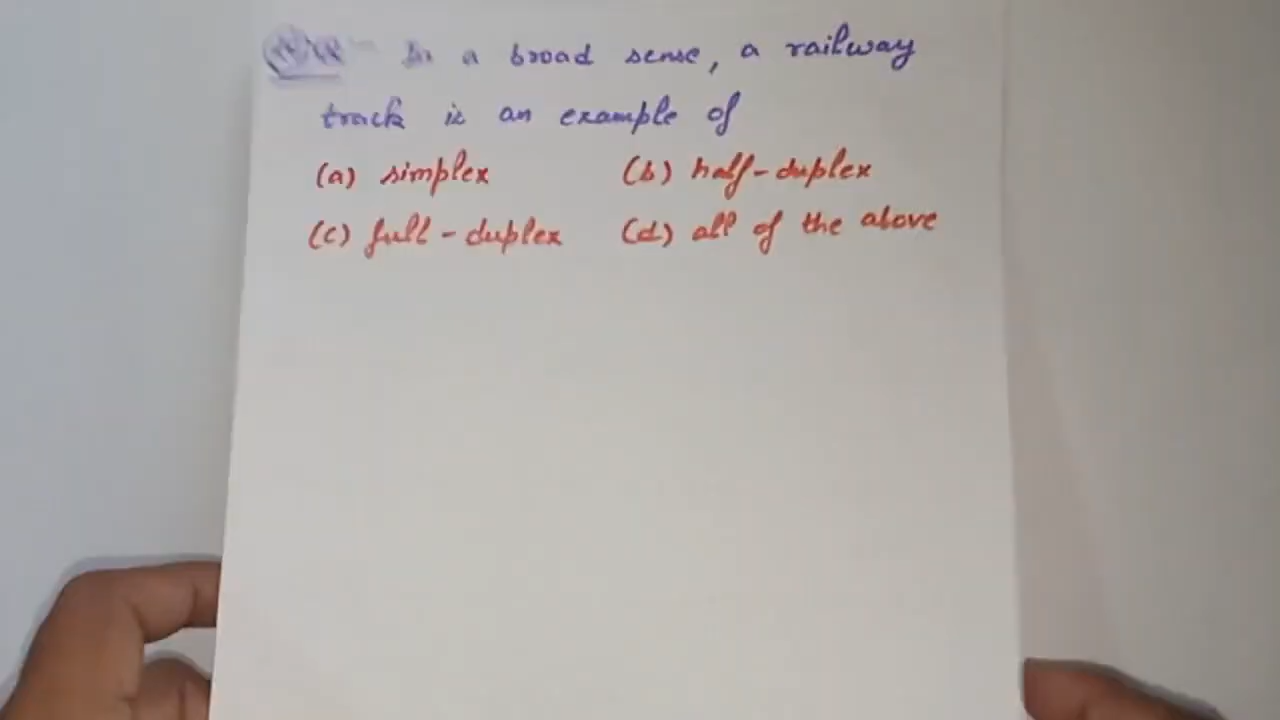 In a broad sense, a railway
track is an example of
(a) simplex (b) half-duplex
(c) full-duplex (d) all of the above